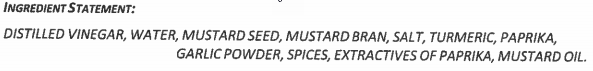 INGREDIENT STATEMENT:
DISTILLED VINEGAR, WATER, MUSTARD SEED, MUSTARD BRAN, SALT, TURMERIC, PAPRIKA,
GARLIC POWDER, SPICES, EXTRACTIVES OF PAPRIKA, MUSTARD OIL.